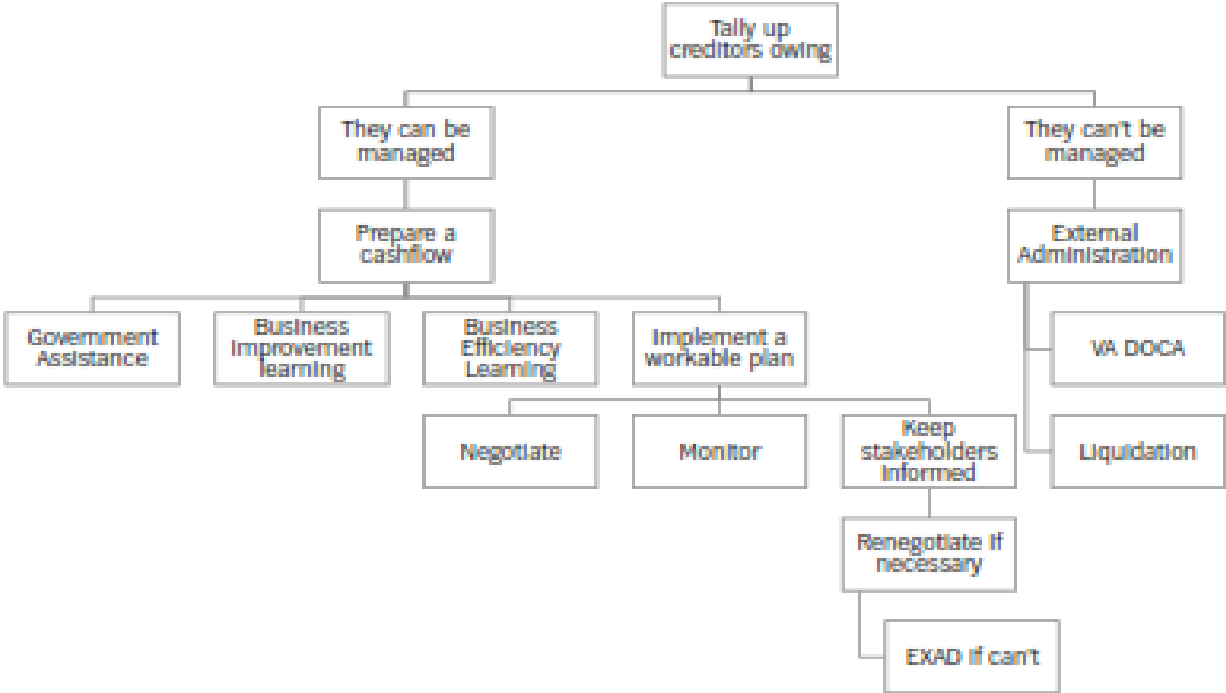 Tally up
creditors owing
They can be
managed
They can't be
managed
Prepare a
cashflow
External
Administration
Government
Assistance
Business
Improvement
learning
Business
Efficiency
Learning
Implement a
workable plan
VA DOCA
Negotiate
Monitor
Keep
stakeholders
informed
Liquidation
Renegotiate if
necessary
EXAD if can't